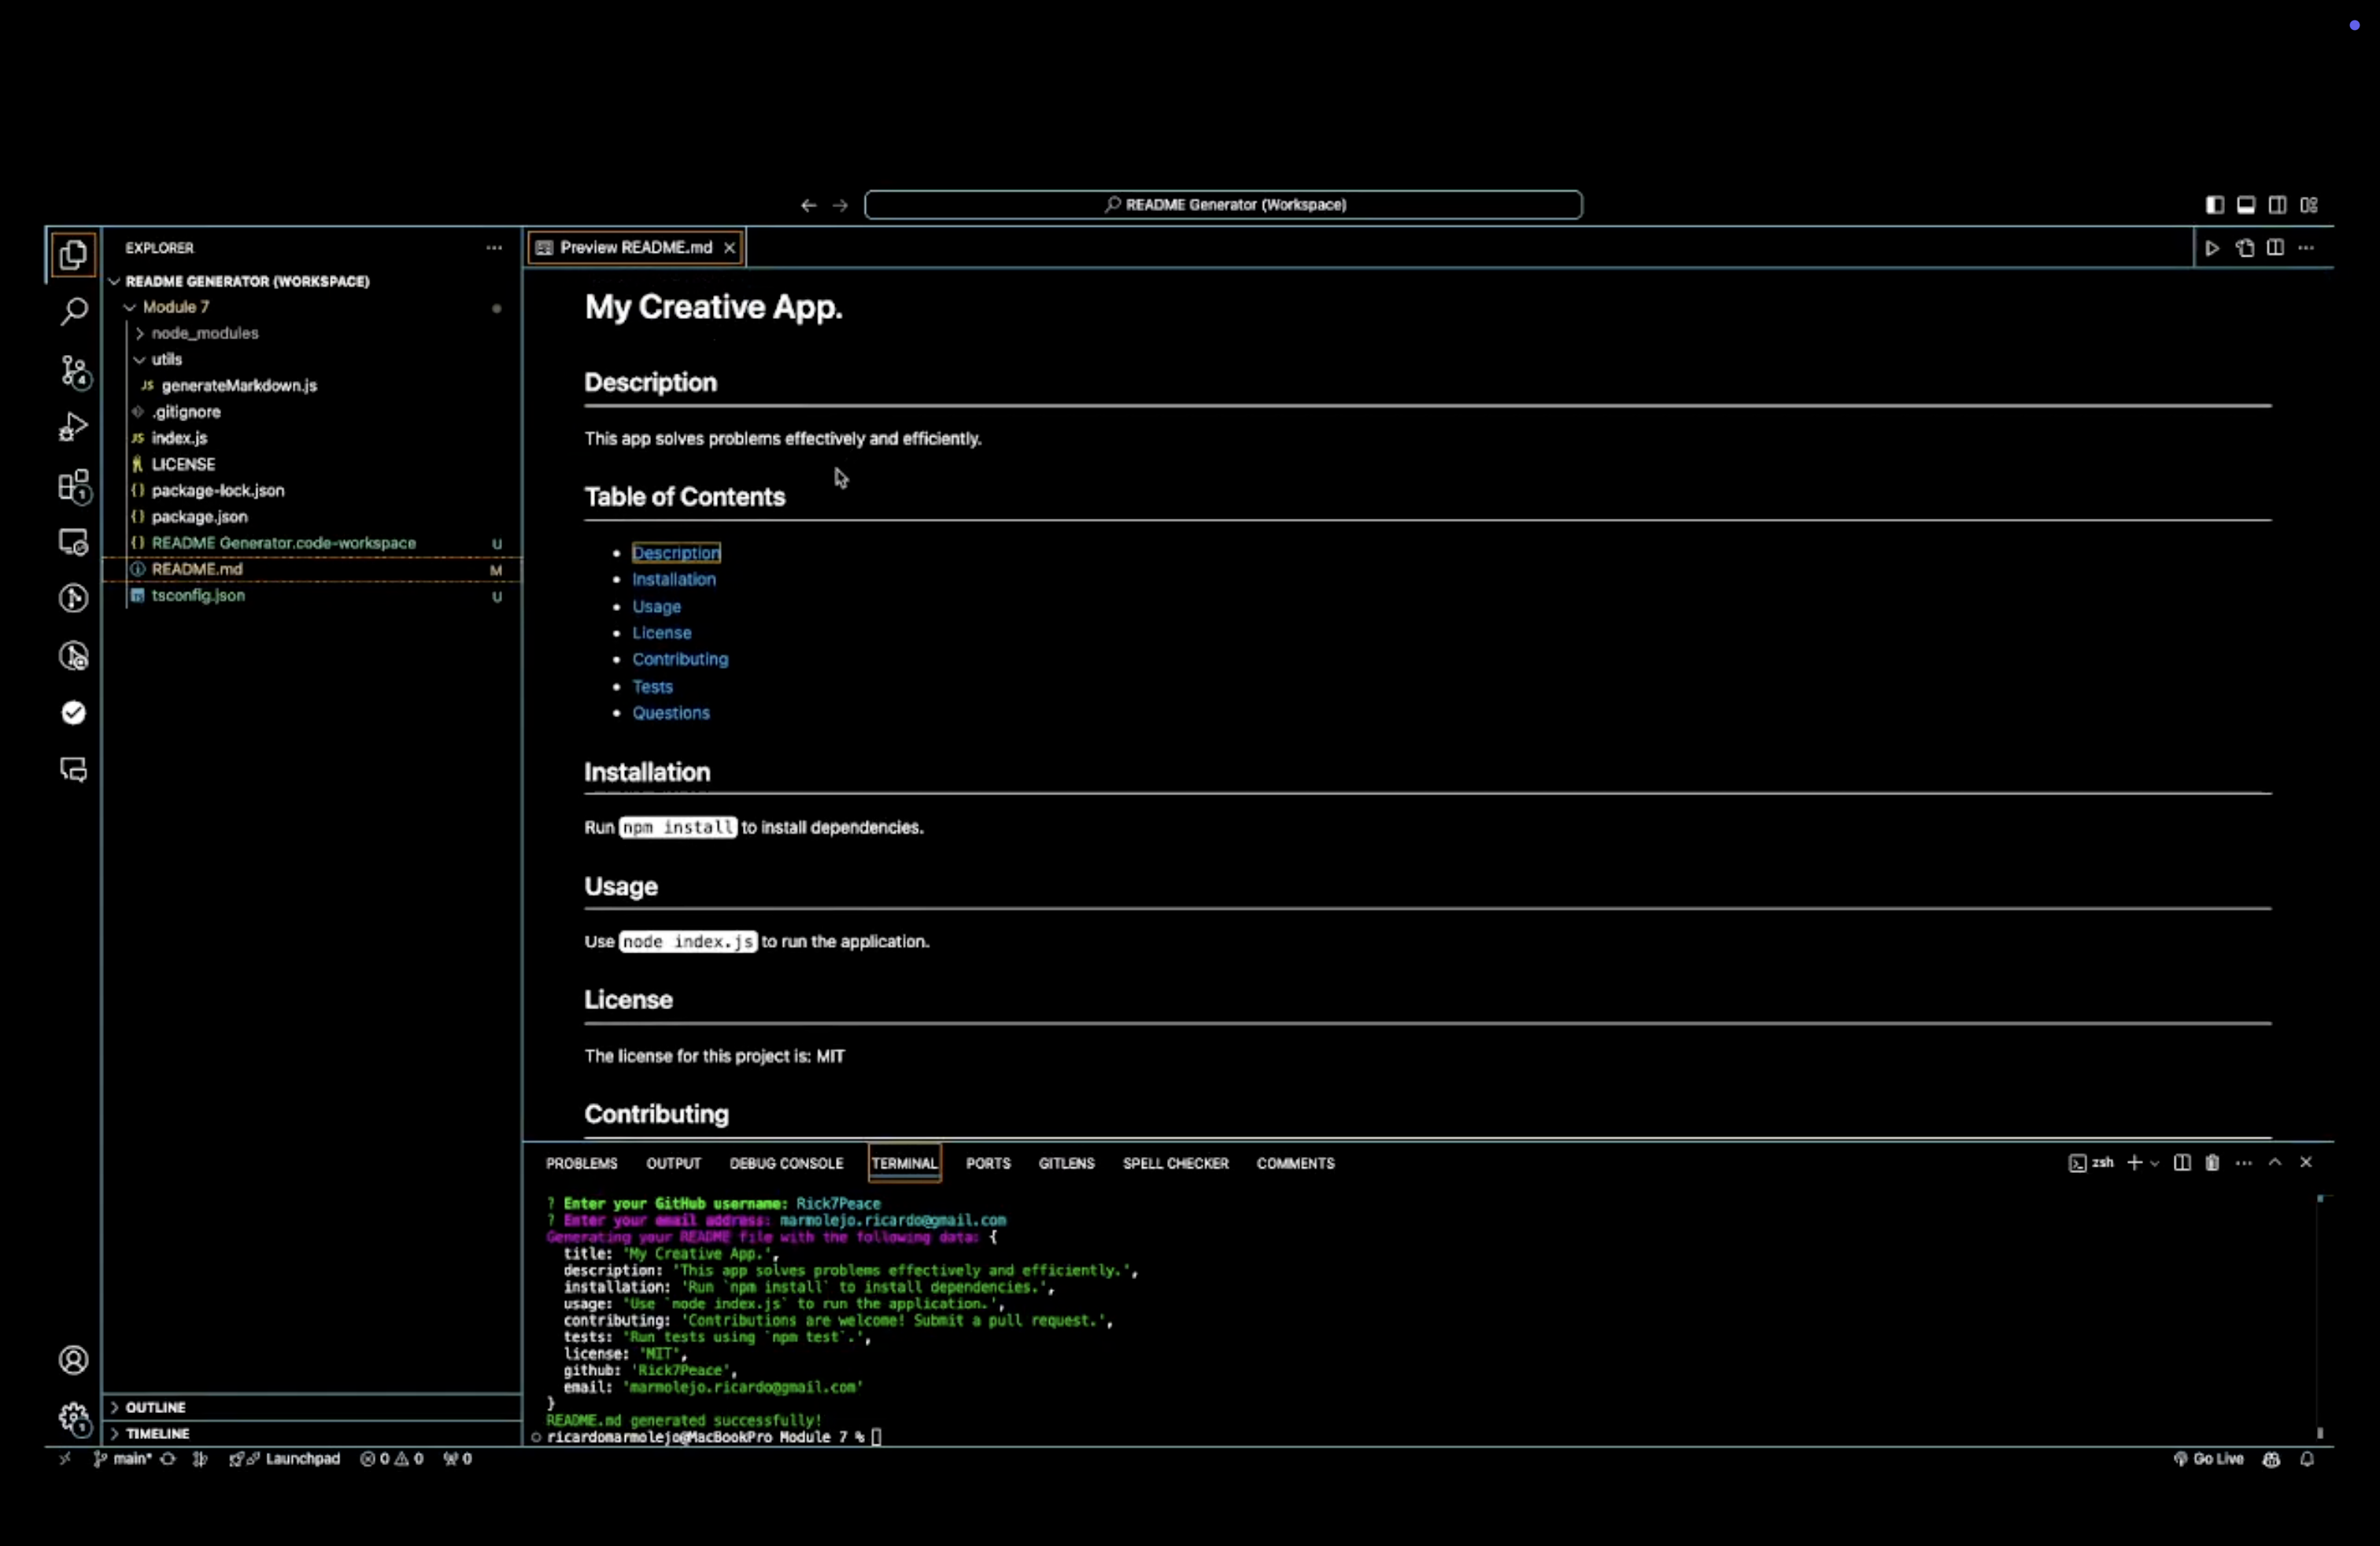 README Generator (Workspace)
EXPLORER
README GENERATOR (WORKSPACE)
Module 7
node_modules
utils
JS generateMarkdown.js
.gitignore
JS index.js
LICENSE
{} package-lock.json
{} package.json
{} README Generator.code-workspace U
README.md M
tsconfig.json U
4
1
OUTLINE
1
TIMELINE
Preview README.md
My Creative App.
Description
This app solves problems effectively and efficiently.
Table of Contents
• Description
• Installation
• Usage
• License
• Contributing
• Tests
• Questions
Installation
Run npm install to install dependencies.
Usage
Use node index.js to run the application.
License
The license for this project is: MIT
Contributing
PROBLEMS OUTPUT DEBUG CONSOLE TERMINAL PORTS GITLENS SPELL CHECKER COMMENTS zsh
? Enter your GitHub username: Rick7Peace
? Enter your email address: marmolejo.ricardo@gmail.com
Generating your README file with the following data: {
title: 'My Creative App.',
description: 'This app solves problems effectively and efficiently.',
installation: 'Run `npm install` to install dependencies.',
usage: 'Use `node index.js` to run the application.',
contributing: 'Contributions are welcome! Submit a pull request.',
tests: 'Run tests using `npm test`.',
license: 'MIT',
github: 'Rick7Peace',
email: 'marmolejo.ricardo@gmail.com'
}
README.md generated successfully!
ricardomarmolejo@MacBookPro Module 7 %
main* Launchpad 0 0 0 Go Live